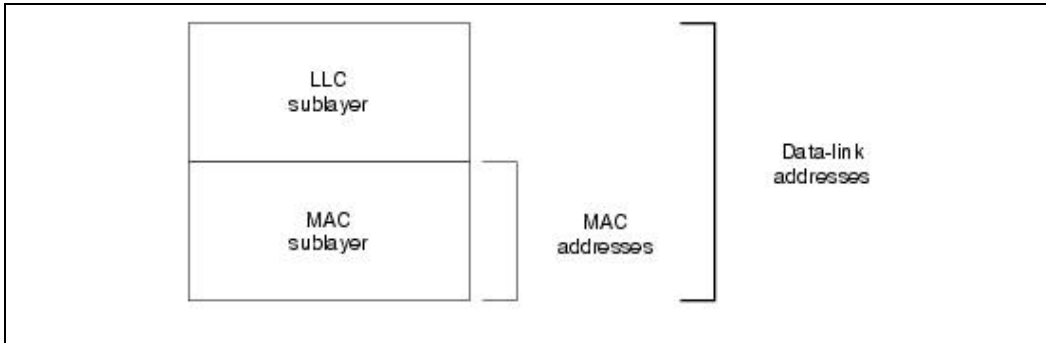 LLC
sublayer
MAC
sublayer
MAC
addresses
Data-link
addresses